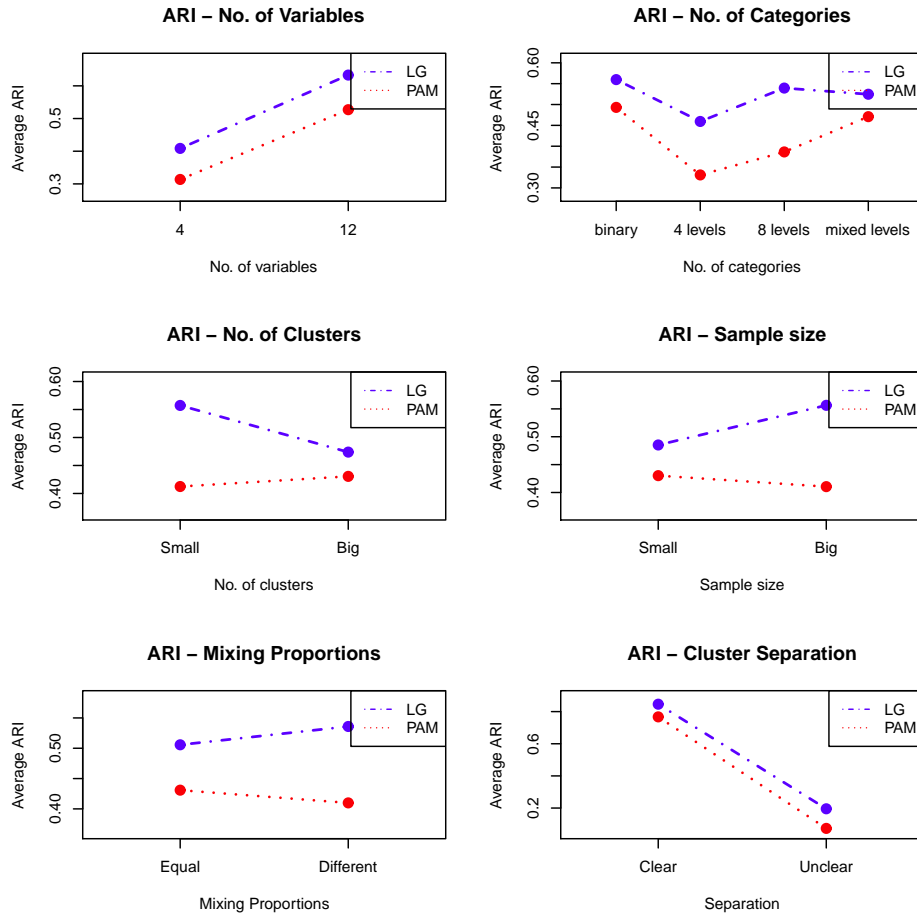 ARI – No. of Variables
Average ARI
0.3
0.5
LG
PAM
4
12
No. of variables
ARI – No. of Categories
Average ARI
0.30
0.45
0.60
LG
PAM
binary
4 levels
8 levels
mixed levels
No. of categories
ARI – No. of Clusters
Average ARI
0.40
0.50
0.60
LG
PAM
Small
Big
No. of clusters
ARI – Sample size
Average ARI
0.40
0.50
0.60
LG
PAM
Small
Big
Sample size
ARI – Mixing Proportions
Average ARI
0.40
0.50
LG
PAM
Equal
Different
Mixing Proportions
ARI – Cluster Separation
Average ARI
0.2
0.6
LG
PAM
Clear
Unclear
Separation